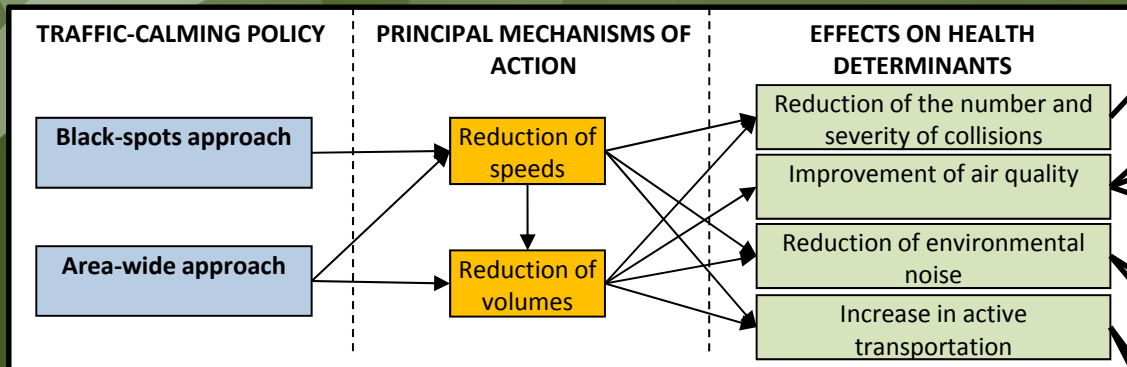 TRAFFIC-CALMING POLICY
PRINCIPAL MECHANISMS OF
ACTION
EFFECTS ON HEALTH
DETERMINANTS
Black-spots approach
Area-wide approach
Reduction of
speeds
Reduction of
volumes
Reduction of the number and
severity of collisions
Improvement of air quality
Reduction of environmental
noise
Increase in active
transportation